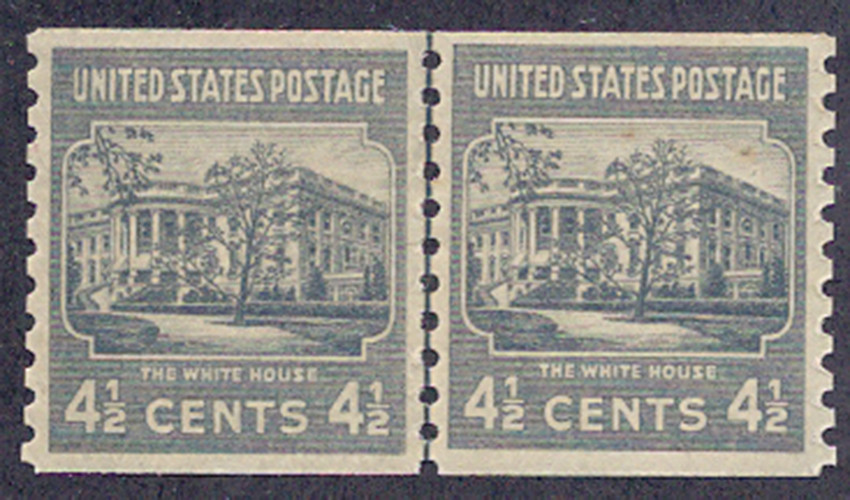 UNITED STATES POSTAGE
THE WHITE HOUSE
4½ CENTS 4½
UNITED STATES POSTAGE
THE WHITE HOUSE
4½ CENTS 4½